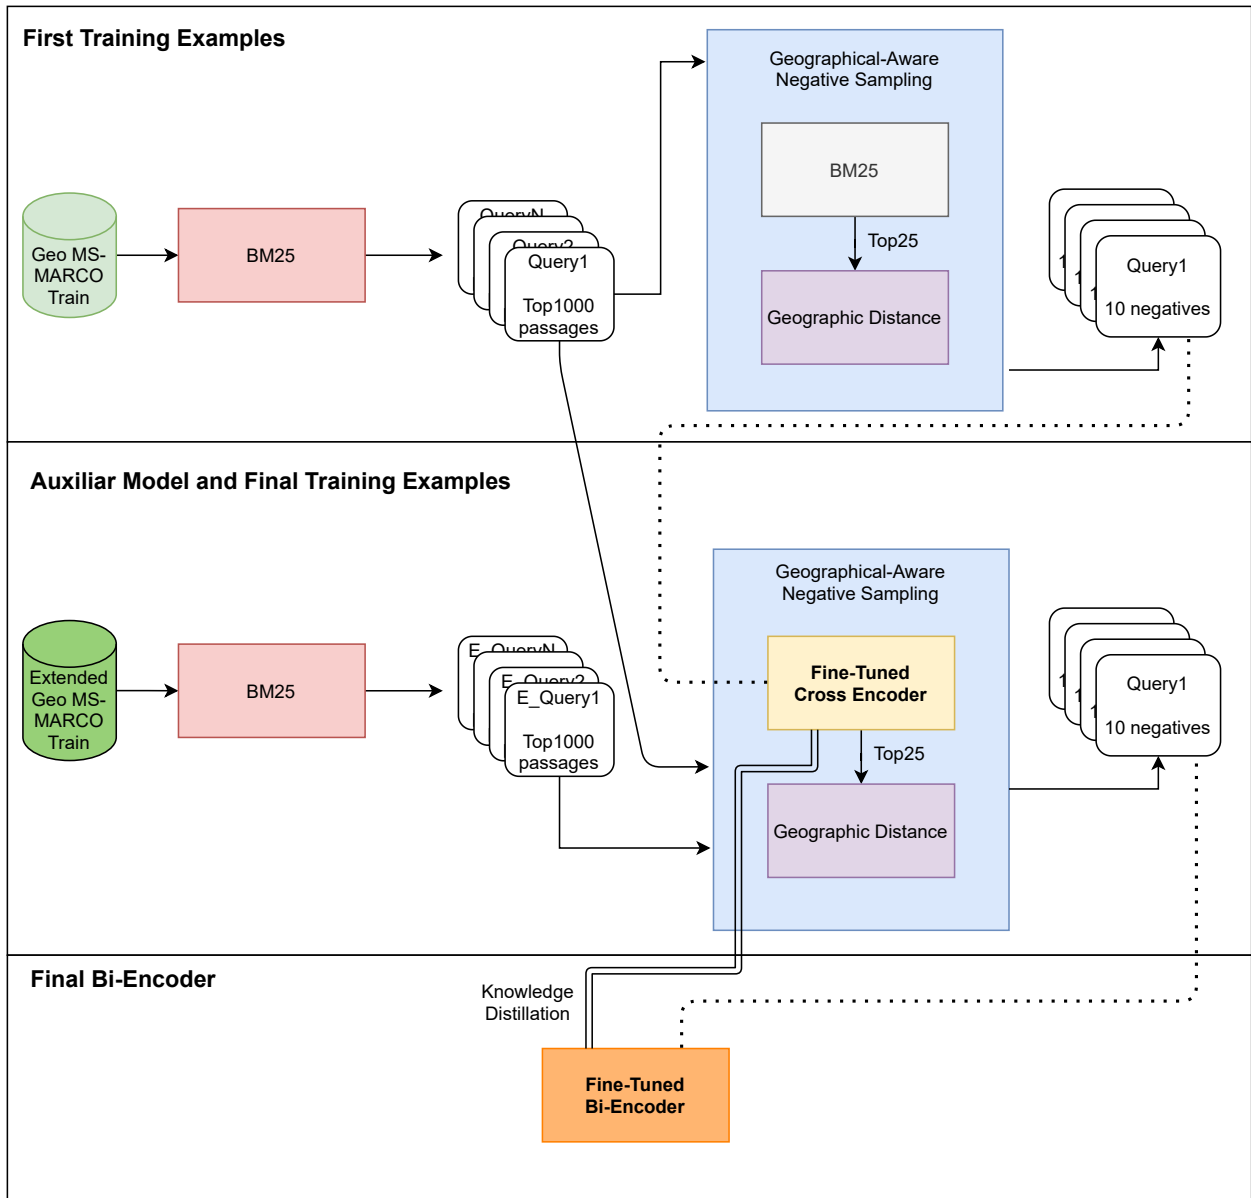 First Training Examples
Geographical-Aware
Negative Sampling
BM25
Top25
Geographic Distance
Geo MS-
MARCO
Train
BM25
QueryN
Query2
Query1
Top1000
passages
Query1
10 negatives
Auxiliar Model and Final Training Examples
Geographical-Aware
Negative Sampling
Fine-Tuned
Cross Encoder
Top25
Geographic Distance
Extended
Geo MS-
MARCO
Train
BM25
E_QueryN
E_Query2
E_Query1
Top1000
passages
Query1
10 negatives
Final Bi-Encoder
Knowledge
Distillation
Fine-Tuned
Bi-Encoder